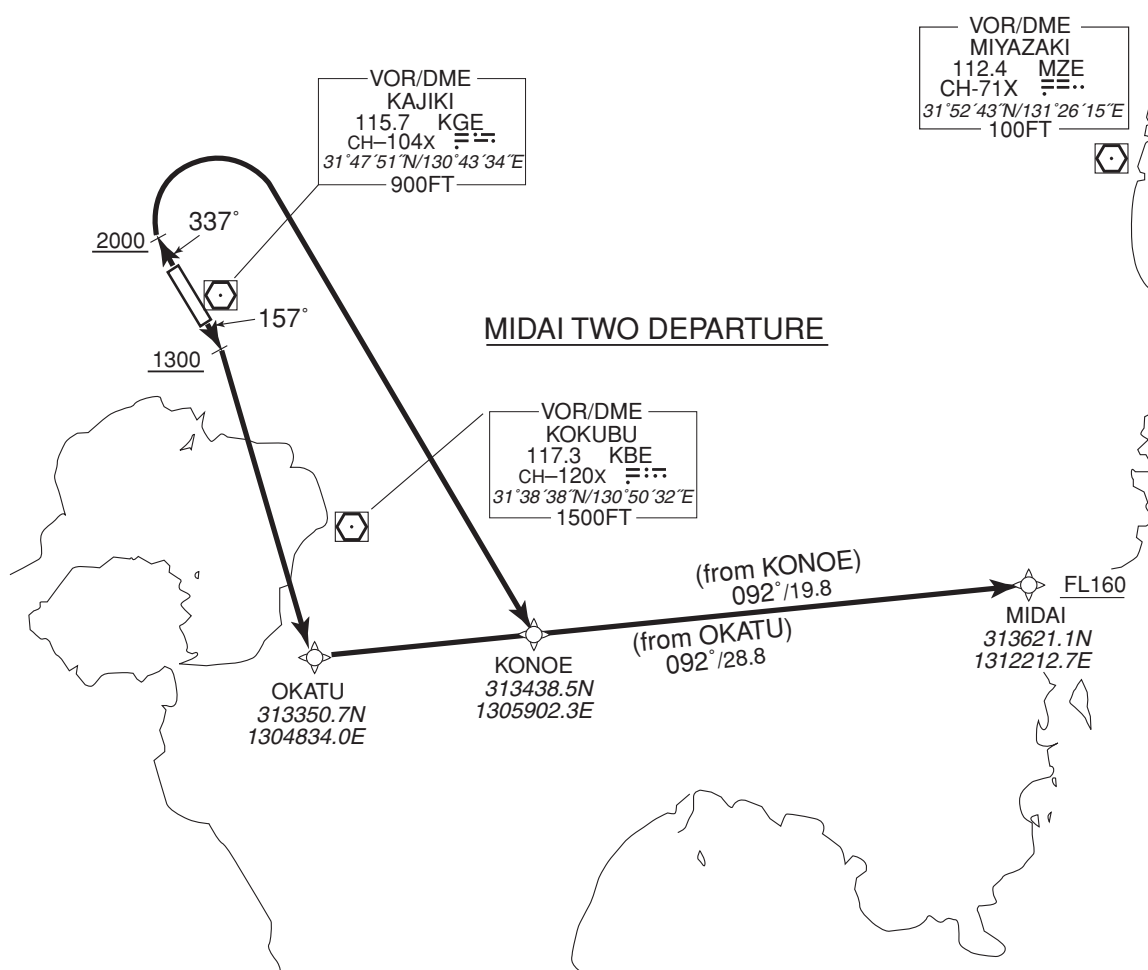 VOR/DME
MIYAZAKI
112.4 MZE
CH-71X
31°52´43˝N/131°26´15˝E
100FT
VOR/DME
KAJIKI
115.7 KGE
CH–104X
31°47´51˝N/130°43´34˝E
900FT
337°
2000
157°
1300
MIDAI TWO DEPARTURE
VOR/DME
KOKUBU
117.3 KBE
CH–120X
31°38´38˝N/130°50´32˝E
1500FT
(from KONOE)
092°/19.8
FL160
(from OKATU)
092°/28.8
MIDAI
313621.1N
1312212.7E
KONOE
313438.5N
1305902.3E
OKATU
313350.7N
1304834.0E